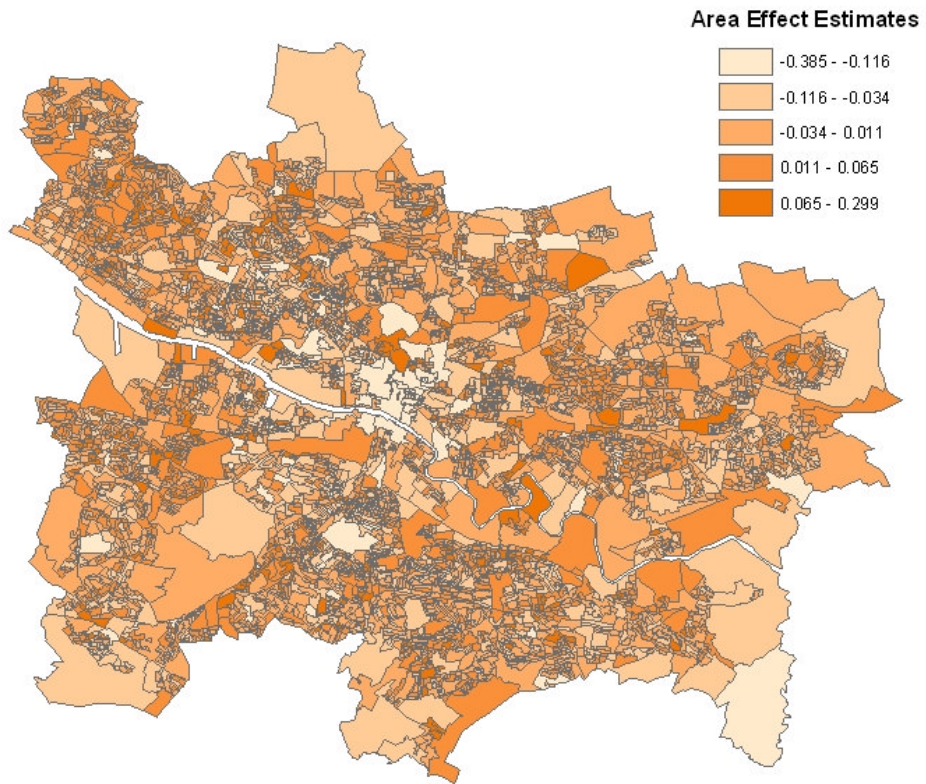 Area Effect Estimates
-0.385 - -0.116
-0.116 - -0.034
-0.034 - 0.011
0.011 - 0.065
0.065 - 0.299